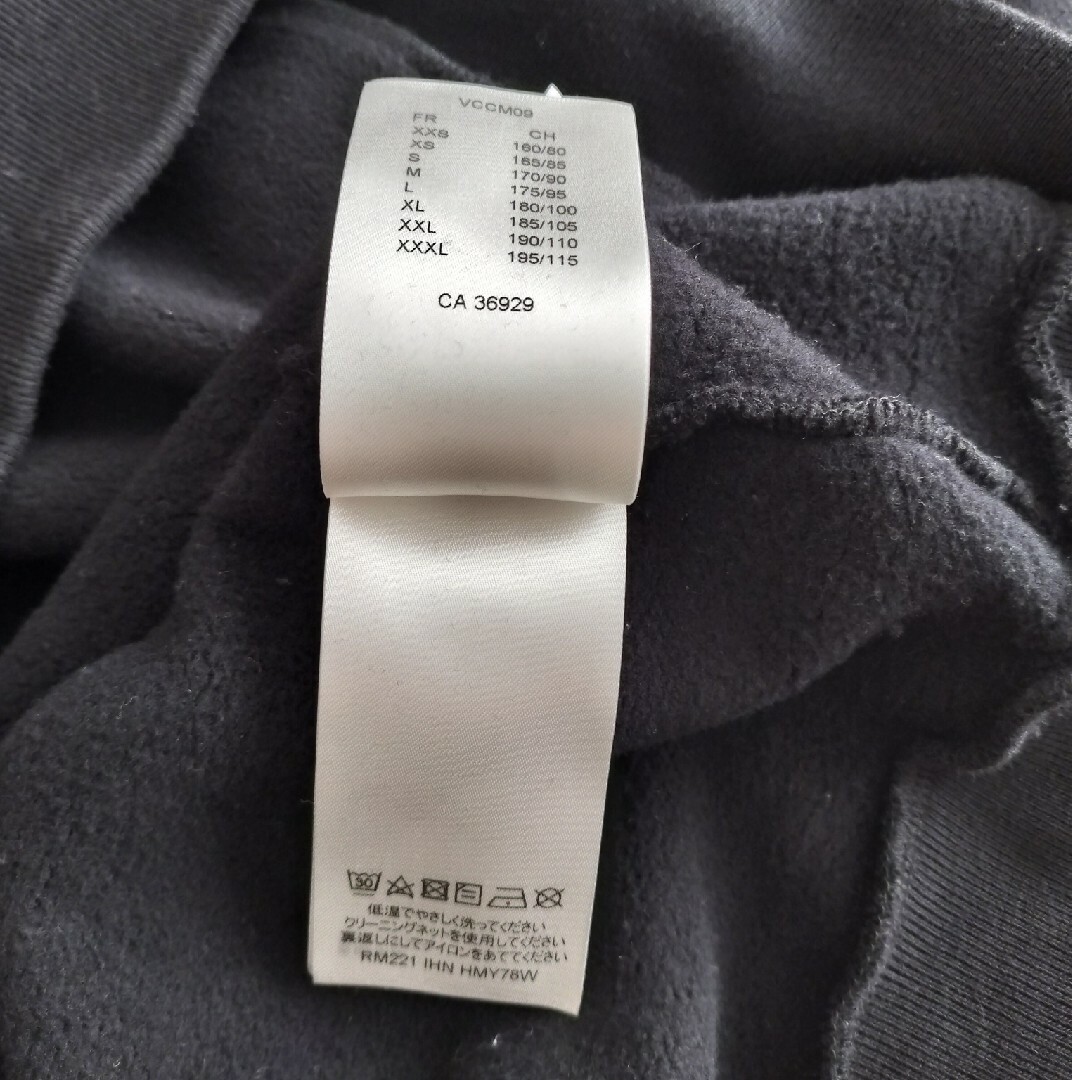 VCCM09
FR CH
XXS 160/80
XS 165/85
S 170/90
M 175/95
L 180/100
XL 185/105
XXL 190/110
XXXL 195/115
CA 36929
30
低温でやさしく洗ってください
クリーニングネットを使用してください
裏返しにしてアイロンをあててください
RM221 IHN HMY78W